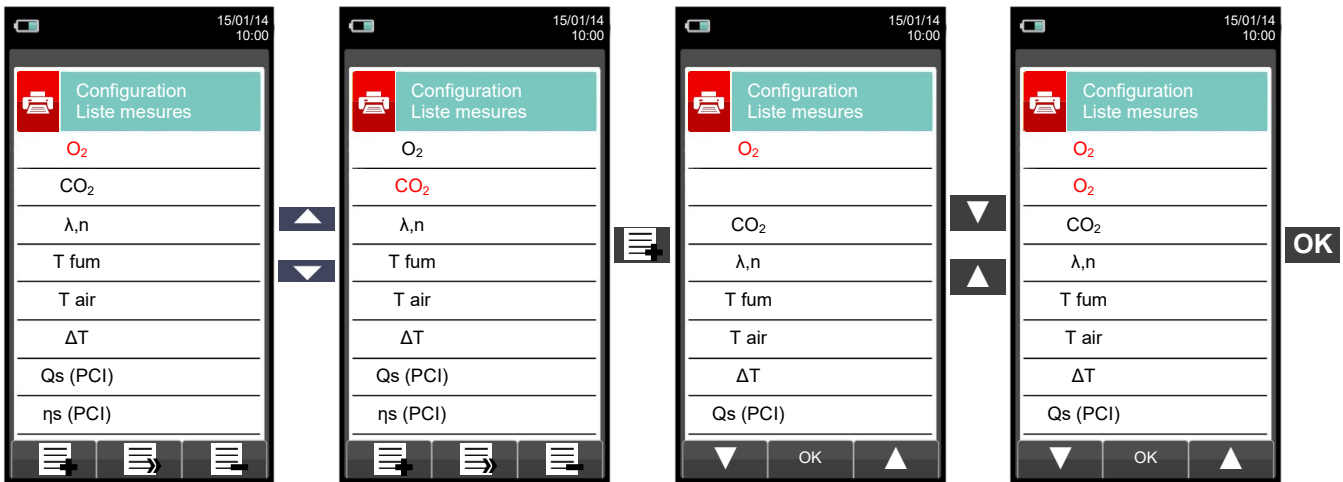 15/01/14
10:00
Configuration
Liste mesures
O₂
CO₂
λ,n
T fum
T air
ΔT
Qs (PCI)
ηs (PCI)
15/01/14
10:00
Configuration
Liste mesures
O₂
CO₂
λ,n
T fum
T air
ΔT
Qs (PCI)
ηs (PCI)
15/01/14
10:00
Configuration
Liste mesures
O₂
CO₂
λ,n
T fum
T air
ΔT
Qs (PCI)
OK
15/01/14
10:00
Configuration
Liste mesures
O₂
O₂
CO₂
λ,n
T fum
T air
ΔT
Qs (PCI)
OK
OK